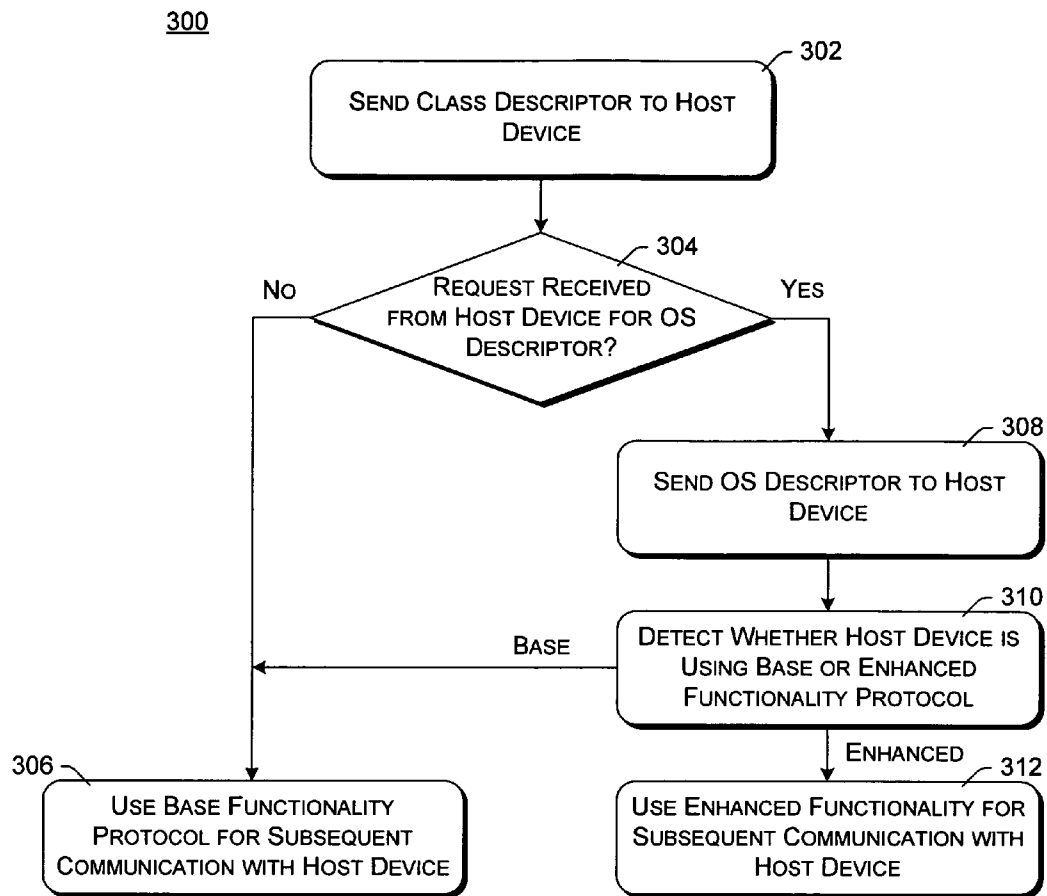 300
302
SEND CLASS DESCRIPTOR TO HOST
DEVICE
304
NO
YES
REQUEST RECEIVED
FROM HOST DEVICE FOR OS
DESCRIPTOR?
308
SEND OS DESCRIPTOR TO HOST
DEVICE
310
DETECT WHETHER HOST DEVICE IS
USING BASE OR ENHANCED
FUNCTIONALITY PROTOCOL
BASE
ENHANCED
306
USE BASE FUNCTIONALITY
PROTOCOL FOR SUBSEQUENT
COMMUNICATION WITH HOST DEVICE
312
USE ENHANCED FUNCTIONALITY FOR
SUBSEQUENT COMMUNICATION WITH
HOST DEVICE